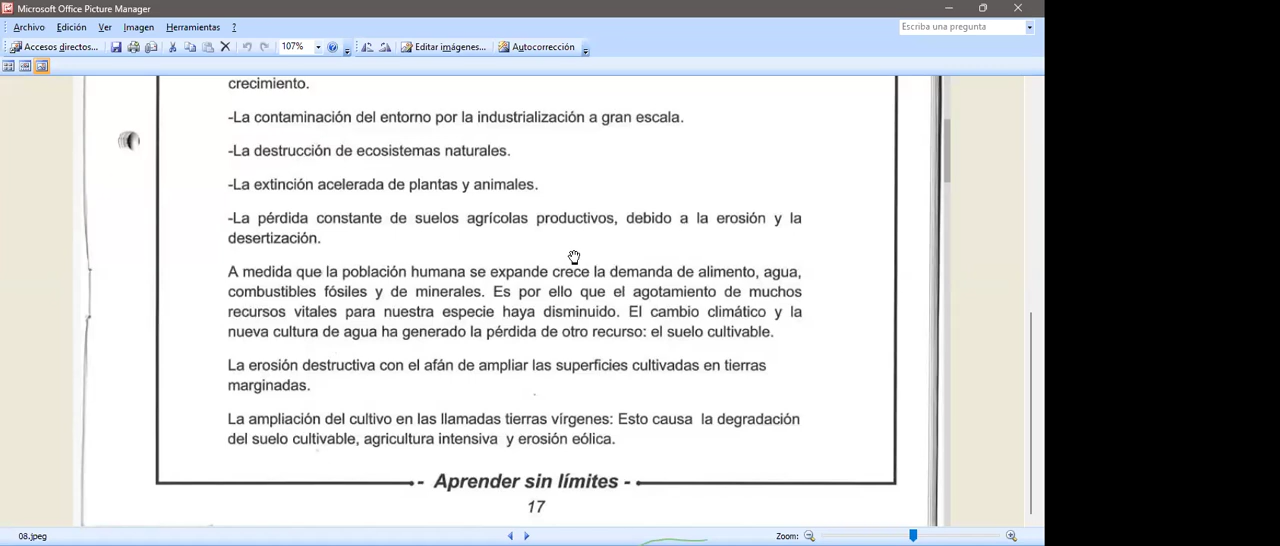 Microsoft Office Picture Manager
Archivo Edición Ver Imagen Herramientas ?
Escriba una pregunta
Accesos directos... 107% Editar imágenes... Autocorrección
crecimiento.
-La contaminación del entorno por la industrialización a gran escala.
-La destrucción de ecosistemas naturales.
-La extinción acelerada de plantas y animales.
-La pérdida constante de suelos agrícolas productivos, debido a la erosión y la
desertización.
A medida que la población humana se expande crece la demanda de alimento, agua,
combustibles fósiles y de minerales. Es por ello que el agotamiento de muchos
recursos vitales para nuestra especie haya disminuido. El cambio climático y la
nueva cultura de agua ha generado la pérdida de otro recurso: el suelo cultivable.
La erosión destructiva con el afán de ampliar las superficies cultivadas en tierras
marginadas.
La ampliación del cultivo en las llamadas tierras vírgenes: Esto causa la degradación
del suelo cultivable, agricultura intensiva y erosión eólica.
- Aprender sin límites -
17
08.jpeg
Zoom: